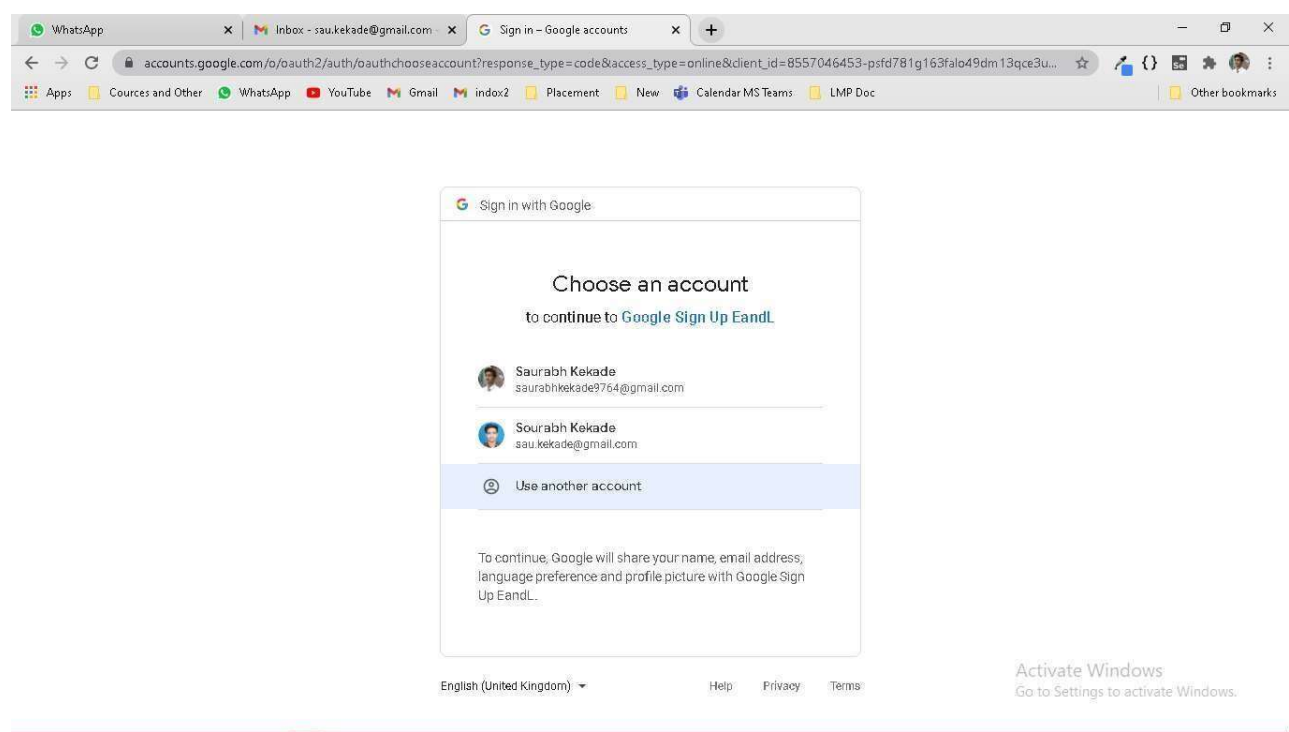 WhatsApp
Inbox - sau.kekade@gmail.com -
Sign in – Google accounts
accounts.google.com/o/oauth2/auth/oauthchooseaccount?response_type=code&access_type=online&client_id=8557046453-psfd781g163falo49dm13qce3u...
Apps Cources and Other WhatsApp YouTube Gmail indox2 Placement New Calendar MS Teams LMP Doc Other bookmarks
Sign in with Google
Choose an account
to continue to Google Sign Up EandL
Saurabh Kekade
saurabhkekade9764@gmail.com
Sourabh Kekade
sau.kekade@gmail.com
Use another account
To continue, Google will share your name, email address,
language preference and profile picture with Google Sign
Up EandL.
English (United Kingdom) Help Privacy Terms
Activate Windows
Go to Settings to activate Windows.